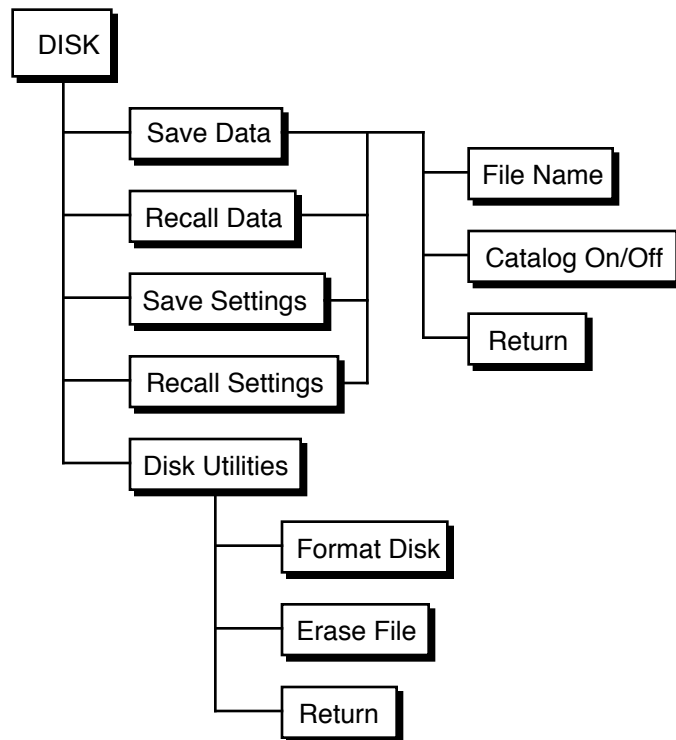 DISK
Save Data
Recall Data
Save Settings
Recall Settings
Disk Utilities
File Name
Catalog On/Off
Return
Format Disk
Erase File
Return